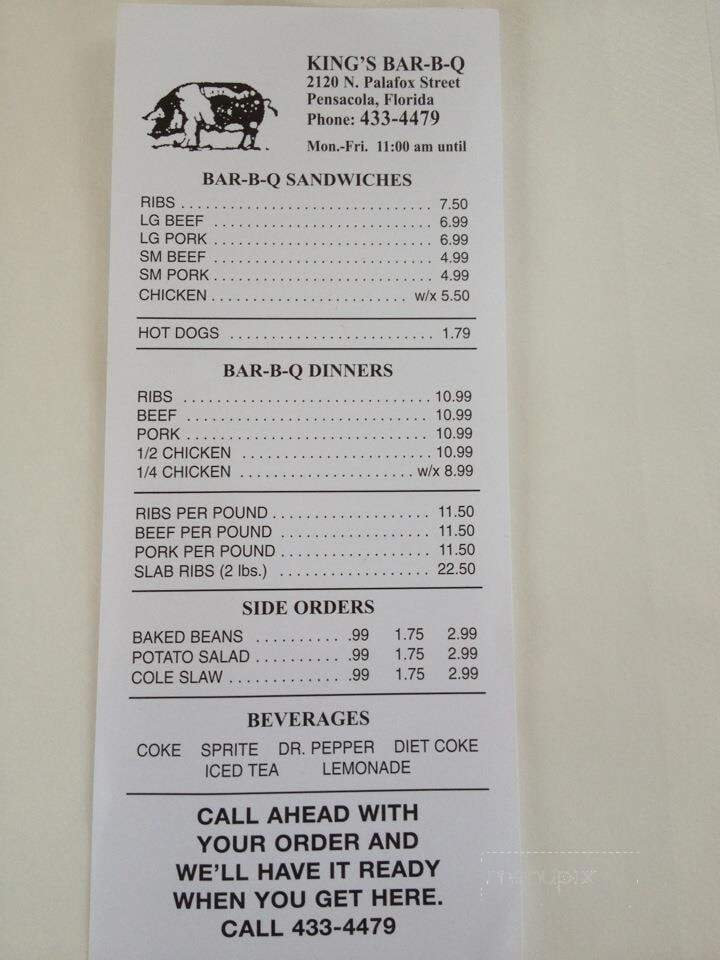 KING'S BAR-B-Q
2120 N. Palafox Street
Pensacola, Florida
Phone: 433-4479
Mon.-Fri. 11:00 am until
BAR-B-Q SANDWICHES
RIBS . . . . . . . . . . . . . . . . . . . . . . . . . . . . . . 7.50
LG BEEF . . . . . . . . . . . . . . . . . . . . . . . . . . 6.99
LG PORK . . . . . . . . . . . . . . . . . . . . . . . . . . 6.99
SM BEEF . . . . . . . . . . . . . . . . . . . . . . . . . . 4.99
SM PORK . . . . . . . . . . . . . . . . . . . . . . . . . . 4.99
CHICKEN . . . . . . . . . . . . . . . . . . . . . . . w/x 5.50
HOT DOGS . . . . . . . . . . . . . . . . . . . . . . . . 1.79
BAR-B-Q DINNERS
RIBS . . . . . . . . . . . . . . . . . . . . . . . . . . . . . 10.99
BEEF . . . . . . . . . . . . . . . . . . . . . . . . . . . . . 10.99
PORK . . . . . . . . . . . . . . . . . . . . . . . . . . . . . 10.99
1/2 CHICKEN . . . . . . . . . . . . . . . . . . . . . . 10.99
1/4 CHICKEN . . . . . . . . . . . . . . . . . . . . w/x 8.99
RIBS PER POUND . . . . . . . . . . . . . . . . . . . 11.50
BEEF PER POUND . . . . . . . . . . . . . . . . . . 11.50
PORK PER POUND . . . . . . . . . . . . . . . . . . 11.50
SLAB RIBS (2 lbs.) . . . . . . . . . . . . . . . . . . 22.50
SIDE ORDERS
BAKED BEANS . . . . . . . . . . .99 1.75 2.99
POTATO SALAD . . . . . . . . . . .99 1.75 2.99
COLE SLAW . . . . . . . . . . . . . .99 1.75 2.99
BEVERAGES
COKE SPRITE DR. PEPPER DIET COKE
ICED TEA LEMONADE
CALL AHEAD WITH
YOUR ORDER AND
WE'LL HAVE IT READY
WHEN YOU GET HERE.
CALL 433-4479
menupix